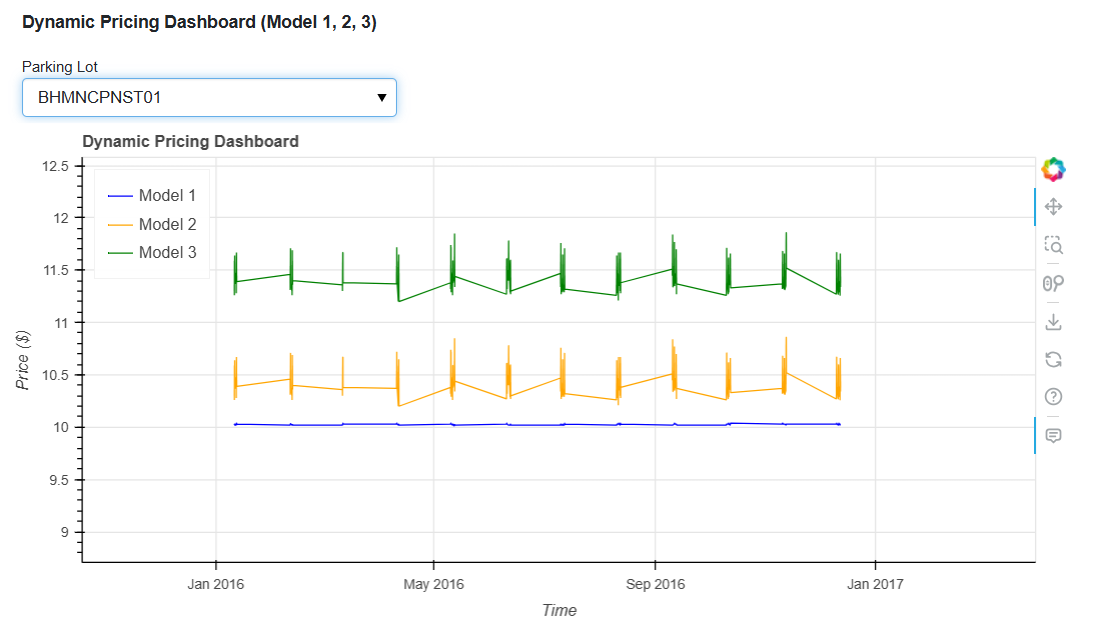 Dynamic Pricing Dashboard (Model 1, 2, 3)
Parking Lot
BHMNCPNST01
Dynamic Pricing Dashboard
12.5
12
11.5
11
10.5
10
9.5
9
Price ($)
Model 1
Model 2
Model 3
Jan 2016
May 2016
Sep 2016
Jan 2017
Time